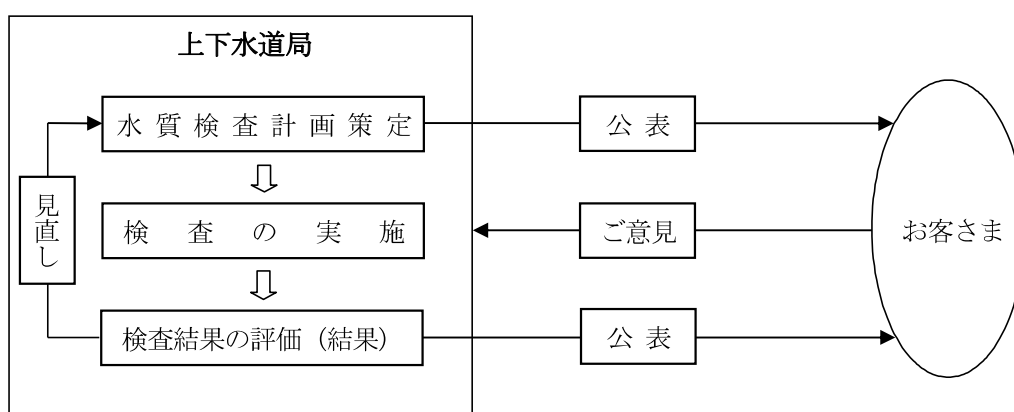 上下水道局
水質検査計画策定
公表
見直し
検査の実施
ご意見
お客さま
検査結果の評価（結果）
公表